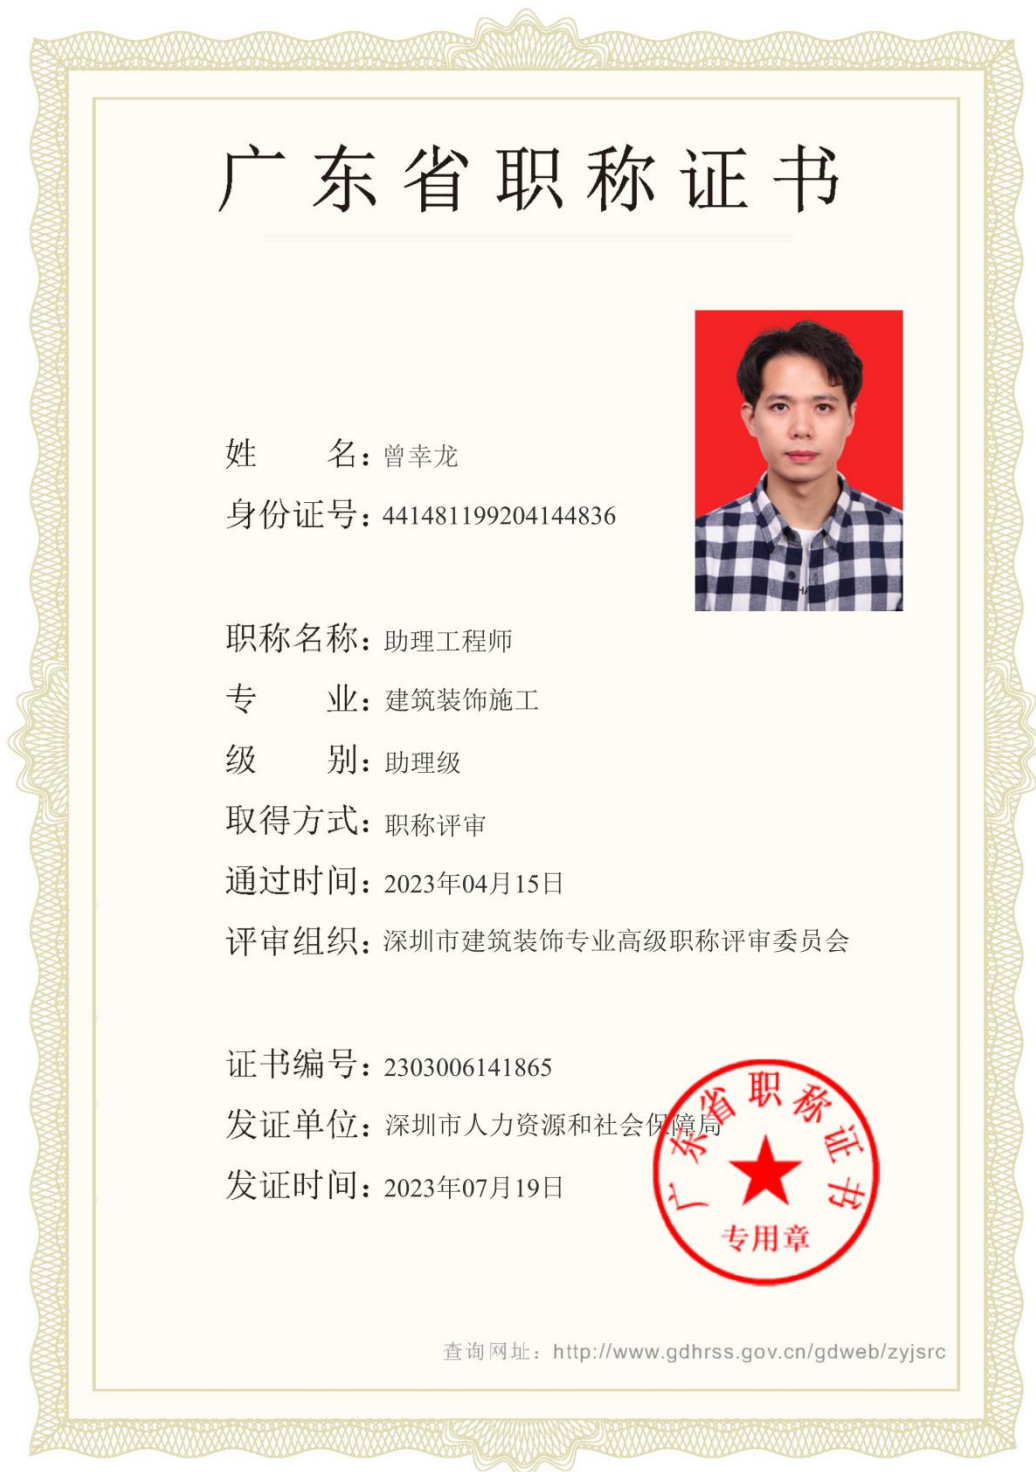 广东省职称证书
姓 名：曾幸龙
身份证号：441481199204144836
职称名称：助理工程师
专 业：建筑装饰施工
级 别：助理级
取得方式：职称评审
通过时间：2023年04月15日
评审组织：深圳市建筑装饰专业高级职称评审委员会
证书编号：2303006141865
发证单位：深圳市人力资源和社会保障局
发证时间：2023年07月19日
广东省职称证书
专用章
查询网址：http://www.gdhrss.gov.cn/gdweb/zyjsrc